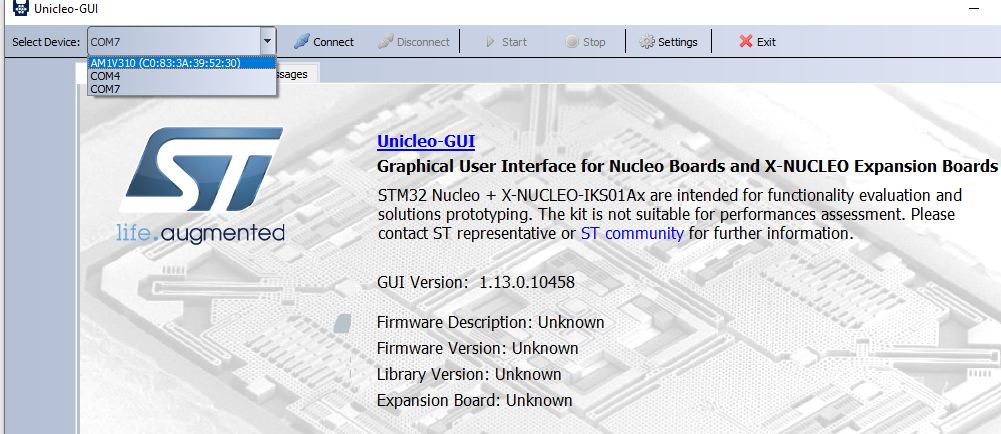 Unicleo-GUI
Select Device: COM7 Connect Disconnect Start Stop Settings Exit
AM1V310 (C0:83:3A:39:52:30)
COM4
COM7
ssages
ST
life.augmented
Unicleo-GUI
Graphical User Interface for Nucleo Boards and X-NUCLEO Expansion Boards
STM32 Nucleo + X-NUCLEO-IKS01Ax are intended for functionality evaluation and
solutions prototyping. The kit is not suitable for performances assessment. Please
contact ST representative or ST community for further information.
GUI Version: 1.13.0.10458
Firmware Description: Unknown
Firmware Version: Unknown
Library Version: Unknown
Expansion Board: Unknown